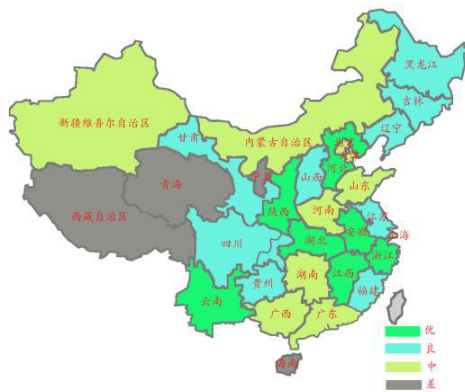 黑龙江
吉林
辽宁
新疆维吾尔自治区
甘肃
内蒙古自治区
北京
河北
山西
宁夏
青海
山东
西藏自治区
陕西
河南
江苏
安徽
上海
四川
湖北
浙江
贵州
湖南
江西
福建
云南
广西
广东
海南
优
良
中
差